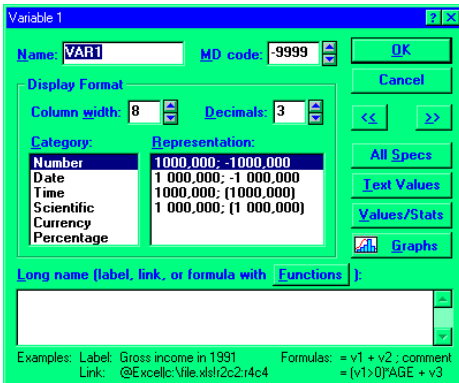 Variable 1
Name: VAR1 MD code: -9999 OK
Cancel
Display Format
Column width: 8 Decimals: 3 << >>
Category: Representation:
Number 1000,000; -1000,000 All Specs
Date 1 000,000; -1 000,000
Time 1000,000; (1000,000) Text Values
Scientific 1 000,000; (1 000,000)
Currency Values/Stats
Percentage Graphs
Long name (label, link, or formula with Functions ):
Examples: Label: Gross income in 1991 Formulas: = v1 + v2 ; comment
Link: @Excel|c:\file.xls!r2c2:r4c4 = (v1>0)*AGE + v3